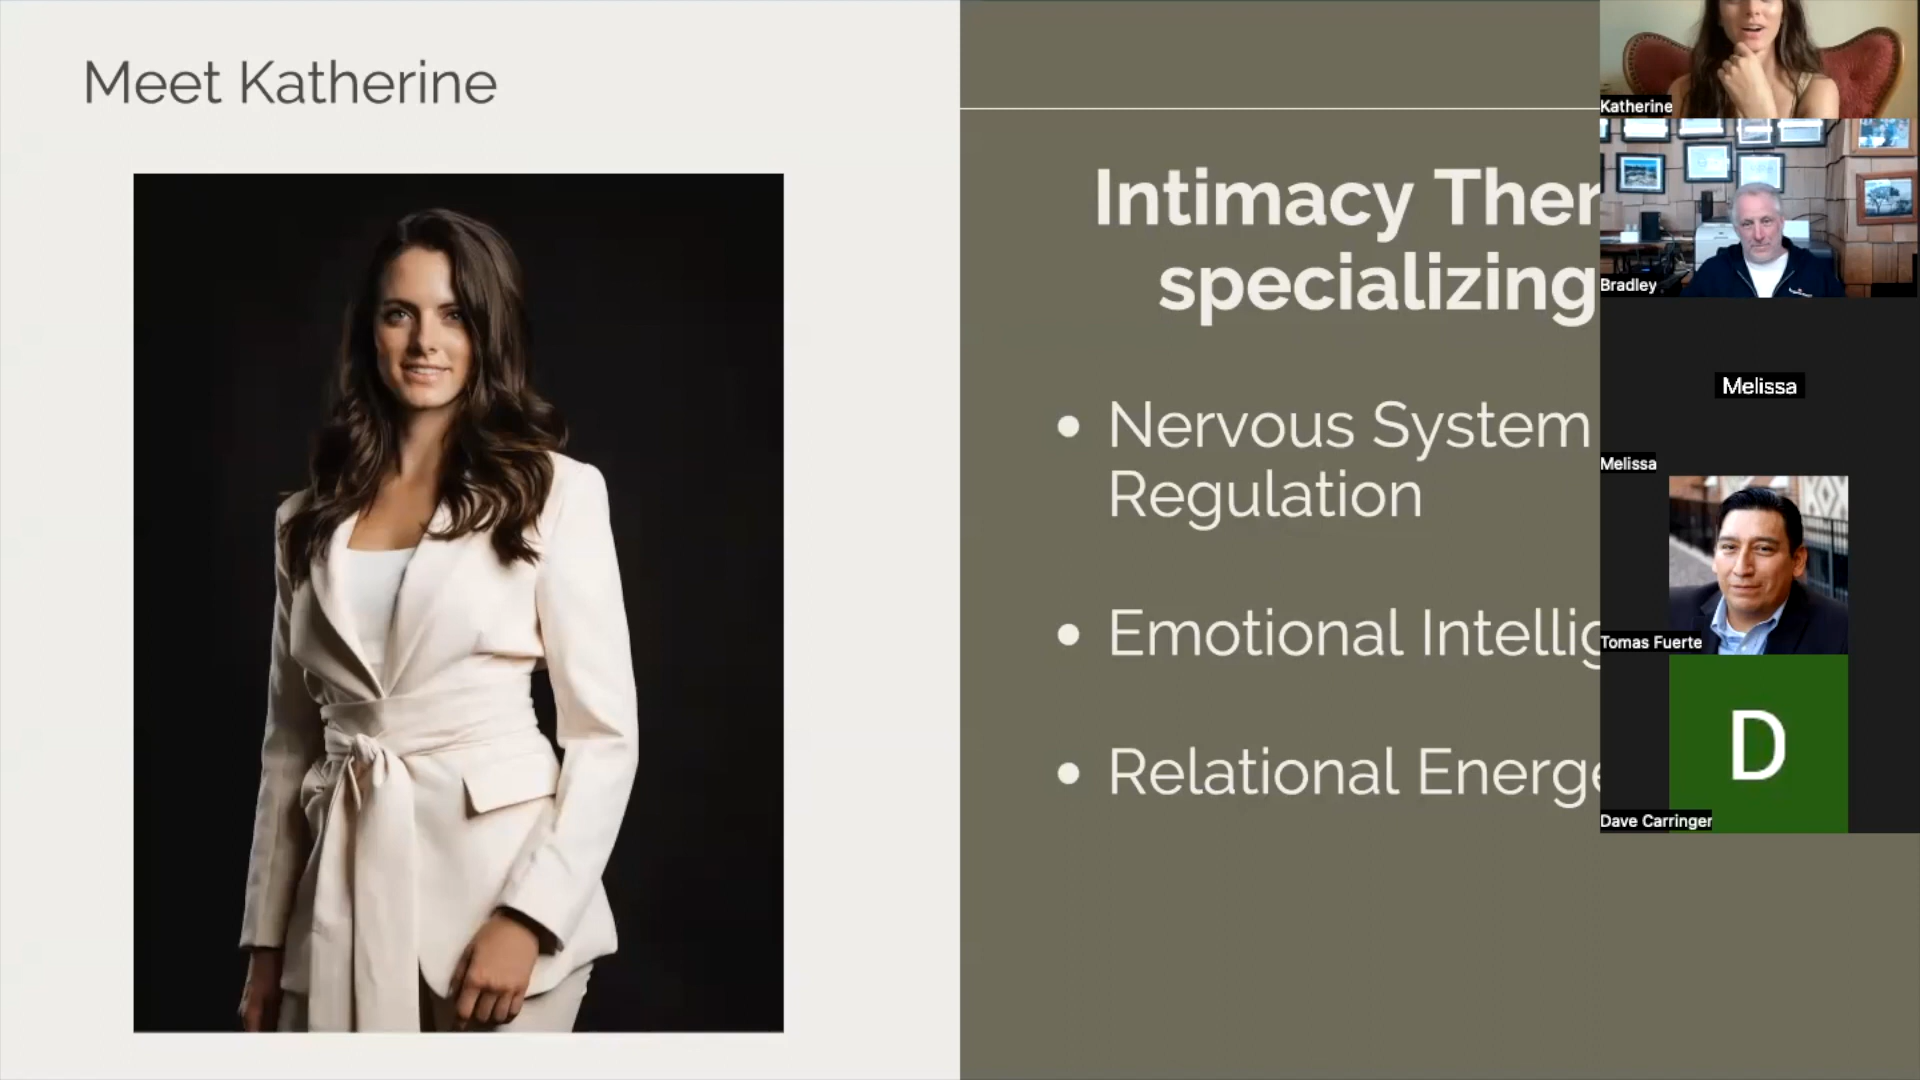 Meet Katherine
Intimacy Ther
specializing
Nervous System
Regulation
Emotional Intellig
Relational Energe
Katherine
Bradley
Melissa
Melissa
Tomas Fuerte
D
Dave Carringer